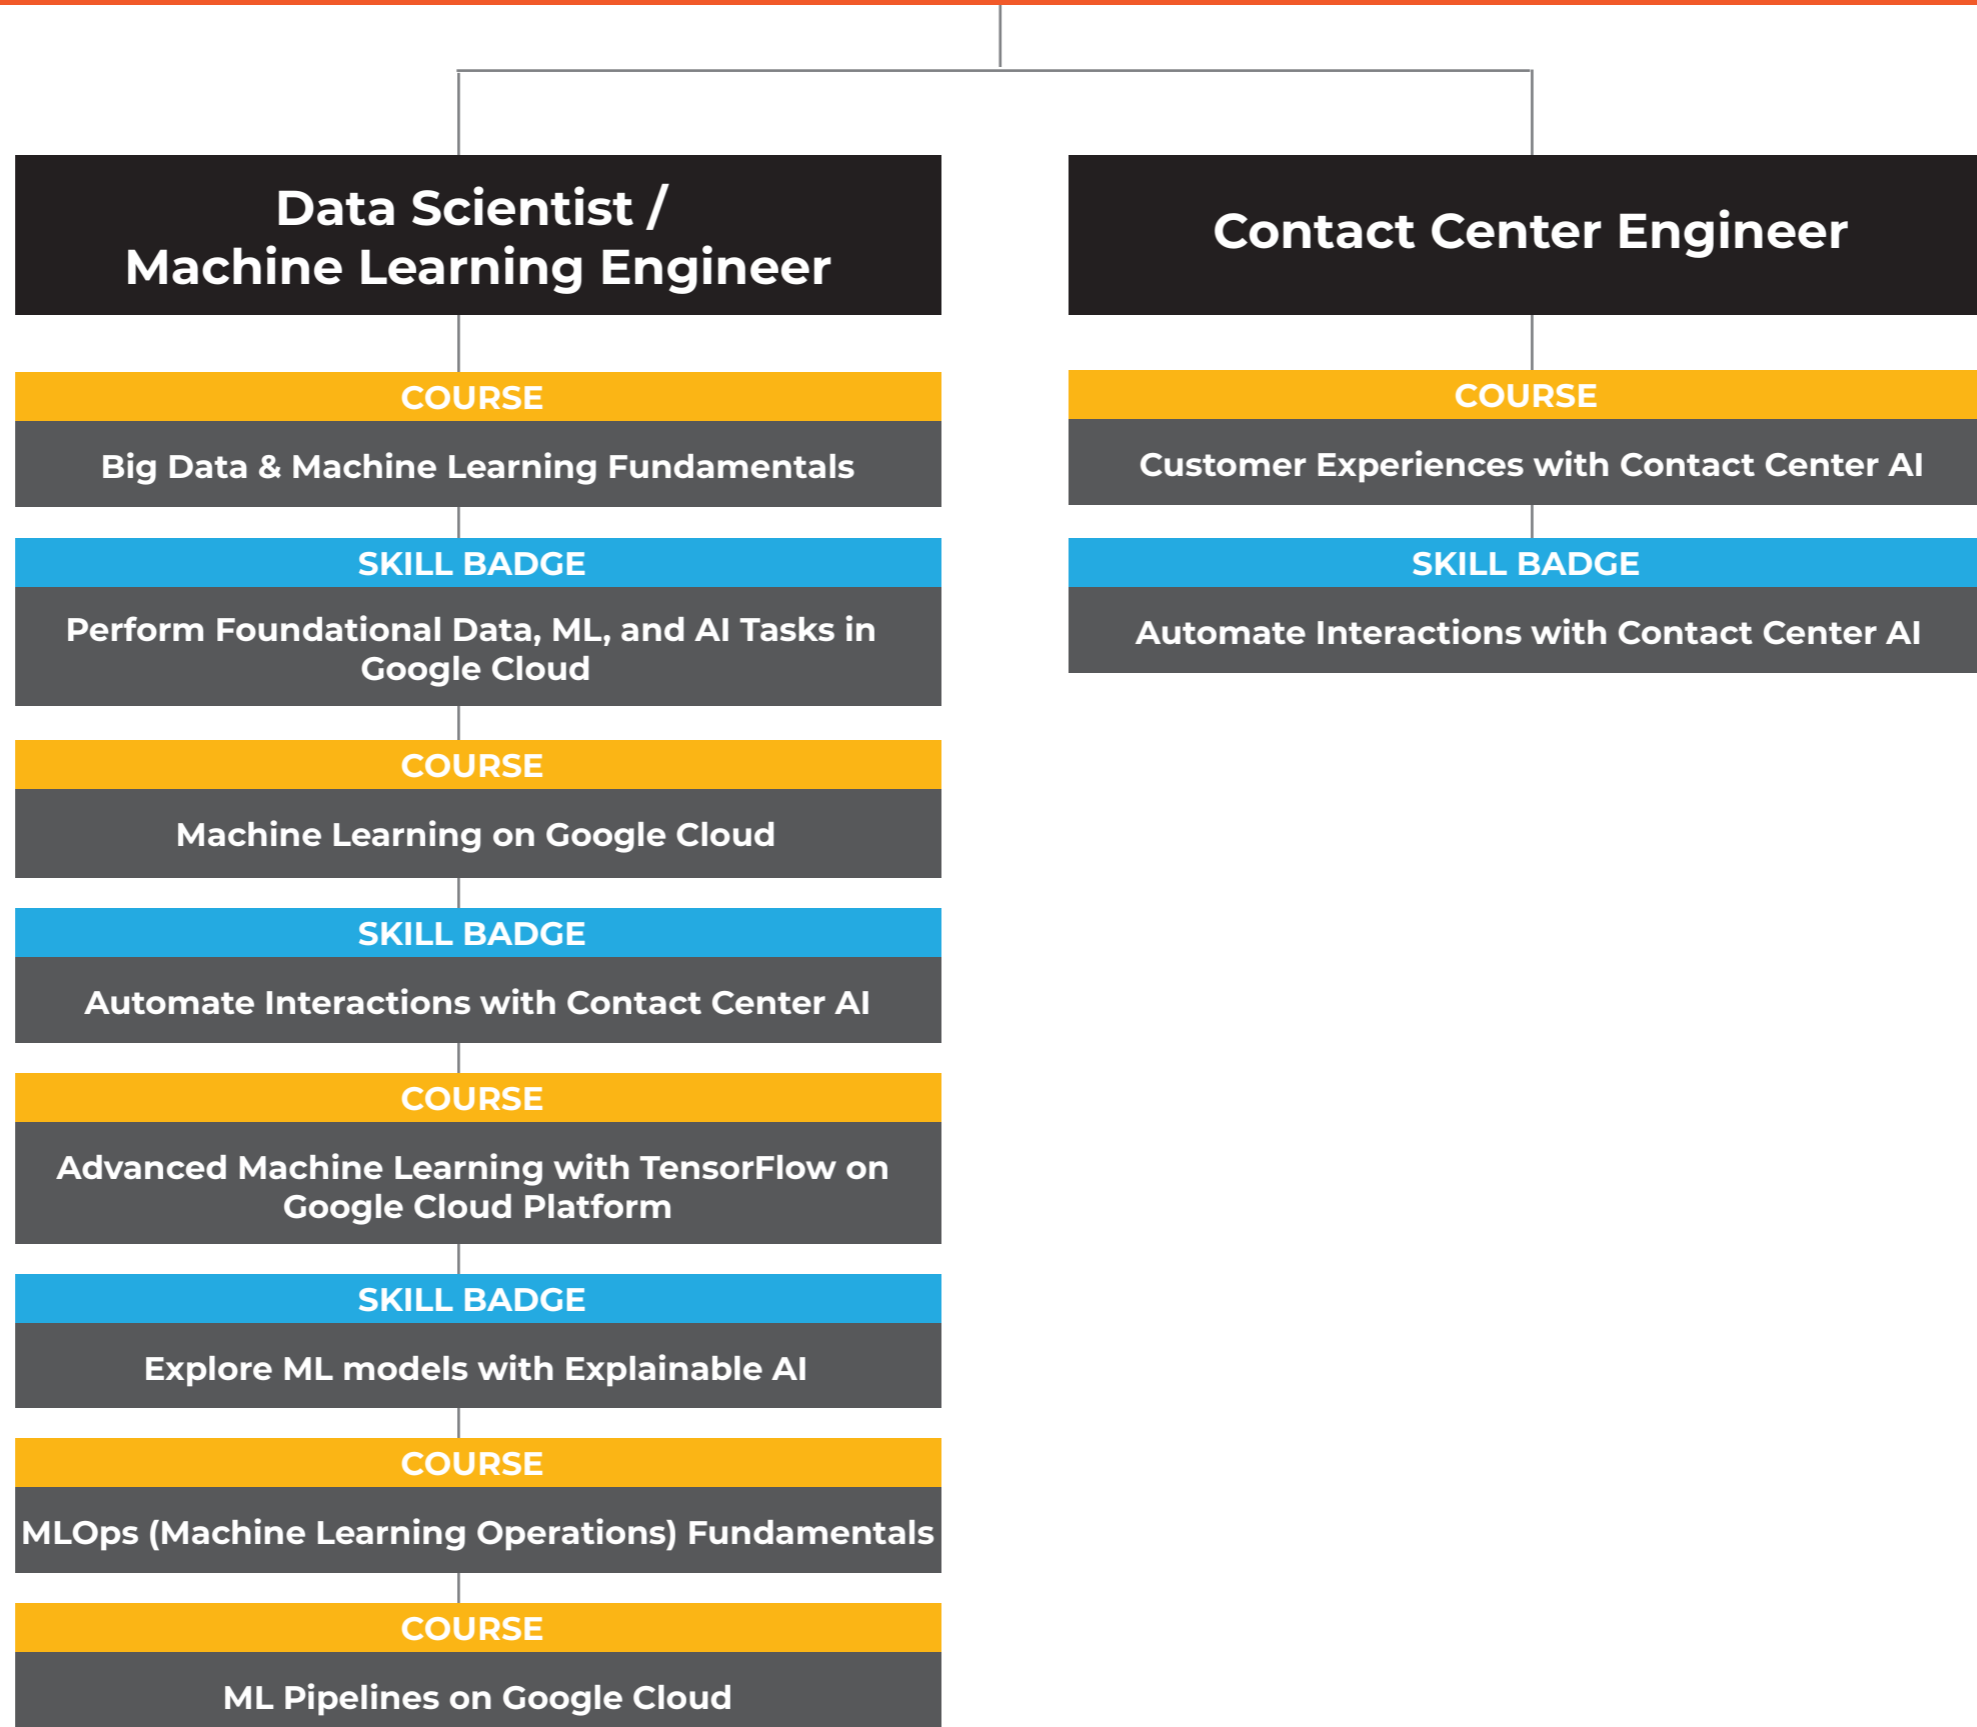 Data Scientist /
Machine Learning Engineer
COURSE
Big Data & Machine Learning Fundamentals
SKILL BADGE
Perform Foundational Data, ML, and AI Tasks in
Google Cloud
COURSE
Machine Learning on Google Cloud
SKILL BADGE
Automate Interactions with Contact Center AI
COURSE
Advanced Machine Learning with TensorFlow on
Google Cloud Platform
SKILL BADGE
Explore ML models with Explainable AI
COURSE
MLOps (Machine Learning Operations) Fundamentals
COURSE
ML Pipelines on Google Cloud
Contact Center Engineer
COURSE
Customer Experiences with Contact Center AI
SKILL BADGE
Automate Interactions with Contact Center AI